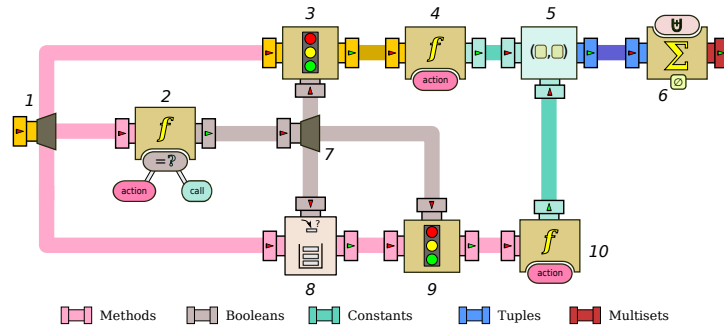 3
4
5
1
2
f
f
( , )
Σ
∅
6
action
= ?
action
call
7
?
f
action
8
9
10
Methods
Booleans
Constants
Tuples
Multisets